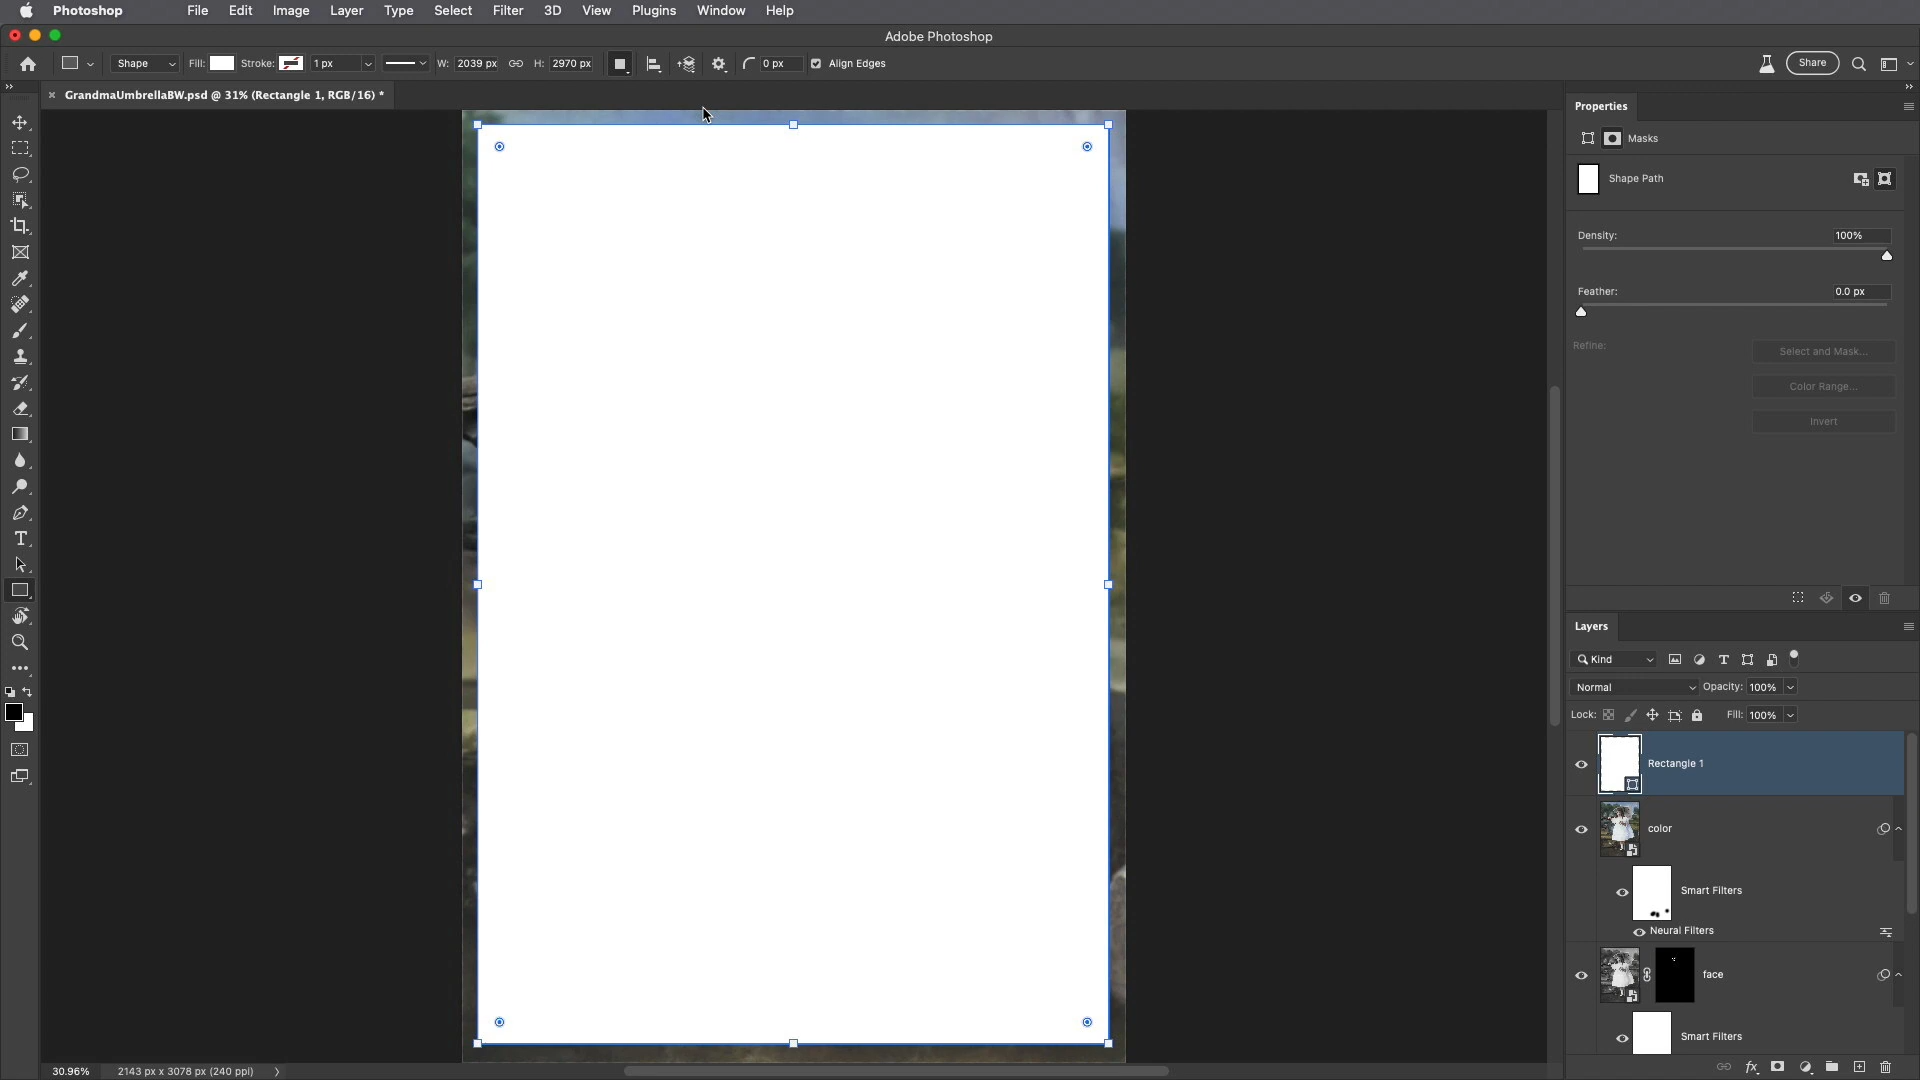 Photoshop File Edit Image Layer Type Select Filter 3D View Plugins Window Help
Adobe Photoshop
Shape Fill: Stroke: 1 px W: 2039 px H: 2970 px 0 px Align Edges Share
GrandmaUmbrellaBW.psd @ 31% (Rectangle 1, RGB/16) *
Properties
Masks
Shape Path
Density: 100%
Feather: 0.0 px
Refine:
Select and Mask...
Color Range...
Invert
Layers
Kind
Normal Opacity: 100%
Lock: Fill: 100%
Rectangle 1
color
Smart Filters
Neural Filters
face
Smart Filters
30.96% 2143 px x 3078 px (240 ppi)